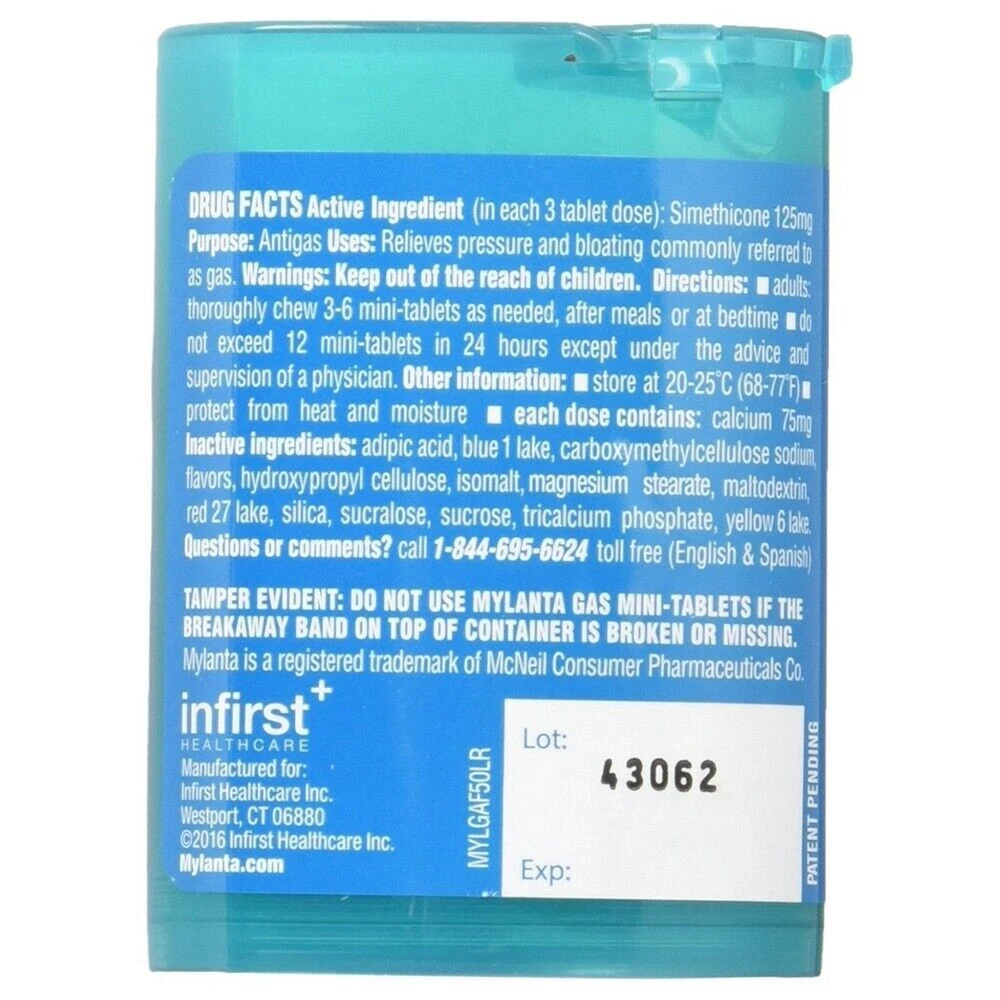 DRUG FACTS Active Ingredient (in each 3 tablet dose): Simethicone 125mg
Purpose: Antigas Uses: Relieves pressure and bloating commonly referred to
as gas. Warnings: Keep out of the reach of children. Directions: ■ adults:
thoroughly chew 3-6 mini-tablets as needed, after meals or at bedtime ■ do
not exceed 12 mini-tablets in 24 hours except under the advice and
supervision of a physician. Other information: ■ store at 20-25°C (68-77°F) ■
protect from heat and moisture ■ each dose contains: calcium 75mg
Inactive ingredients: adipic acid, blue 1 lake, carboxymethylcellulose sodium,
flavors, hydroxypropyl cellulose, isomalt, magnesium stearate, maltodextrin,
red 27 lake, silica, sucralose, sucrose, tricalcium phosphate, yellow 6 lake.
Questions or comments? call 1-844-695-6624 toll free (English & Spanish)
TAMPER EVIDENT: DO NOT USE MYLANTA GAS MINI-TABLETS IF THE
BREAKAWAY BAND ON TOP OF CONTAINER IS BROKEN OR MISSING.
Mylanta is a registered trademark of McNeil Consumer Pharmaceuticals Co.
infirst+
HEALTHCARE
Manufactured for:
Infirst Healthcare Inc.
Westport, CT 06880
©2016 Infirst Healthcare Inc.
Mylanta.com
MYLGAF50LR
Lot:
43062
Exp:
PATENT PENDING